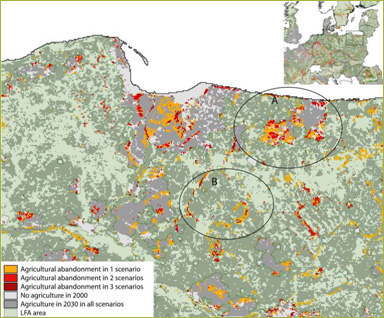 A
B
Agricultural abandonment in 1 scenario
Agricultural abandonment in 2 scenarios
Agricultural abandonment in 3 scenarios
No agriculture in 2000
Agriculture in 2030 in all scenarios
LFA area